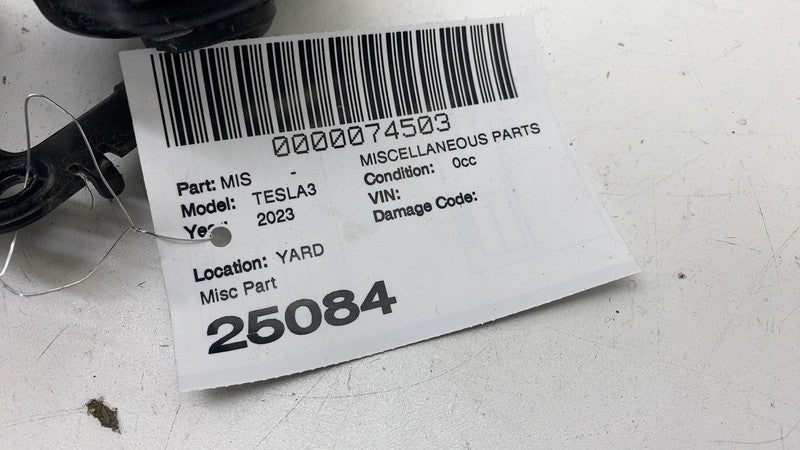 0000074503
Part: MIS - MISCELLANEOUS PARTS
Model: TESLA3 Condition: 0cc
2023 VIN:
Damage Code:
Location: YARD
Misc Part
25084